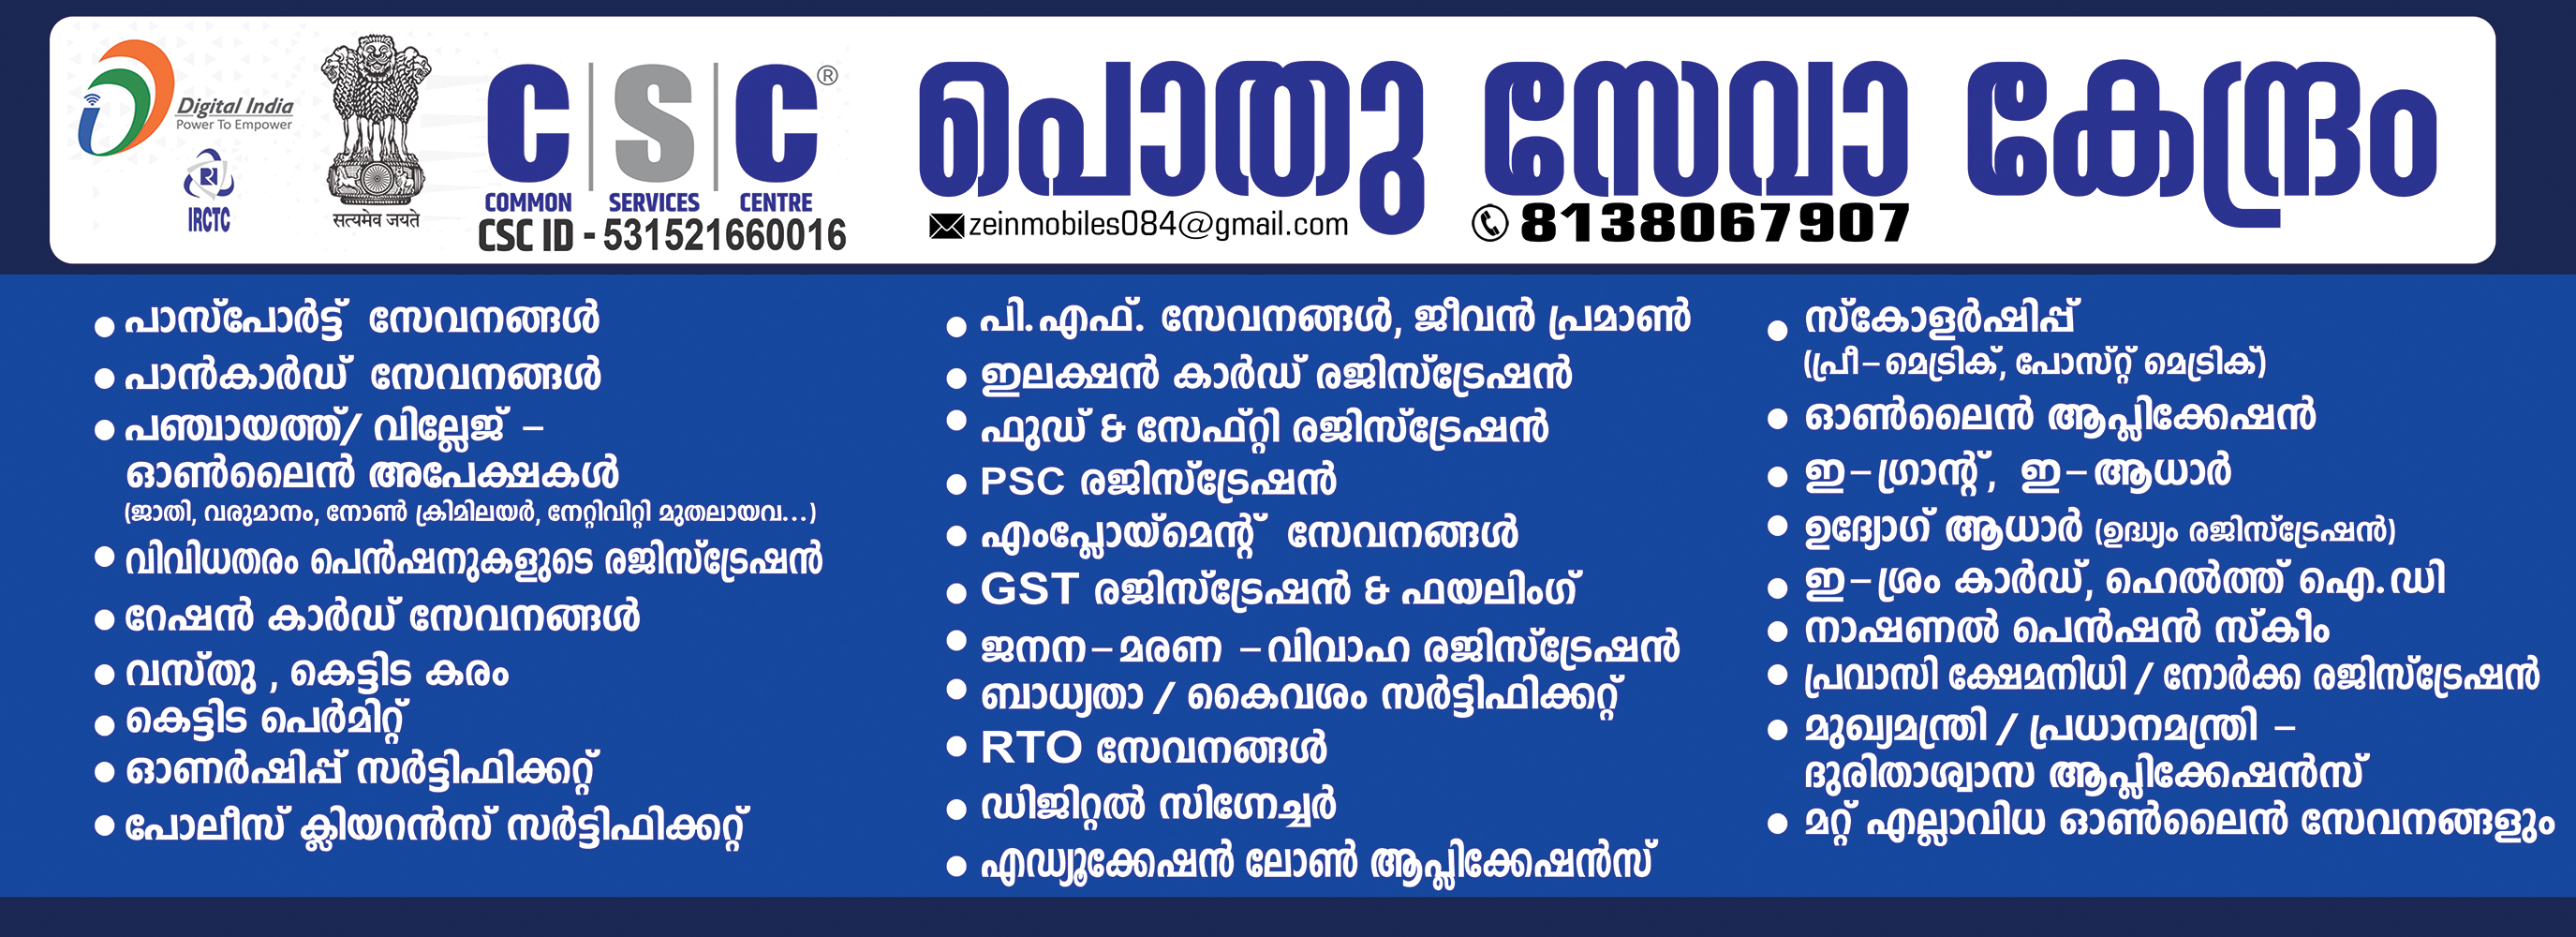 Digital India
Power To Empower
IRCTC
सत्यमेव जयते
C|S|C®
COMMON SERVICES CENTRE
CSC ID - 531521660016
പൊതു സേവാ കേന്ദ്രം
zeinmobiles084@gmail.com
8138067907
• പാസ്പോർട്ട് സേവനങ്ങൾ
• പാൻകാർഡ് സേവനങ്ങൾ
• പഞ്ചായത്ത്/ വില്ലേജ് –
ഓൺലൈൻ അപേക്ഷകൾ
(ജാതി, വരുമാനം, നോൺ ക്രിമിലയർ, നേറ്റിവിറ്റി മുതലായവ...)
• വിവിധതരം പെൻഷനുകളുടെ രജിസ്ട്രേഷൻ
• റേഷൻ കാർഡ് സേവനങ്ങൾ
• വസ്തു , കെട്ടിട കരം
• കെട്ടിട പെർമിറ്റ്
• ഓണർഷിപ്പ് സർട്ടിഫിക്കറ്റ്
• പോലീസ് ക്ലിയറൻസ് സർട്ടിഫിക്കറ്റ്
• പി.എഫ്. സേവനങ്ങൾ, ജീവൻ പ്രമാൺ
• ഇലക്ഷൻ കാർഡ് രജിസ്ട്രേഷൻ
• ഫുഡ് & സേഫ്റ്റി രജിസ്ട്രേഷൻ
• PSC രജിസ്ട്രേഷൻ
• എംപ്ലോയ്മെന്റ് സേവനങ്ങൾ
• GST രജിസ്ട്രേഷൻ & ഫയലിംഗ്
• ജനന–മരണ –വിവാഹ രജിസ്ട്രേഷൻ
• ബാധ്യതാ / കൈവശം സർട്ടിഫിക്കറ്റ്
• RTO സേവനങ്ങൾ
• ഡിജിറ്റൽ സിഗ്നേച്ചർ
• എഡ്യൂക്കേഷൻ ലോൺ ആപ്ലിക്കേഷൻസ്
• സ്കോളർഷിപ്പ്
(പ്രീ–മെട്രിക്, പോസ്റ്റ് മെട്രിക്)
• ഓൺലൈൻ ആപ്ലിക്കേഷൻ
• ഇ–ഗ്രാന്റ്, ഇ–ആധാർ
• ഉദ്യോഗ് ആധാർ (ഉദ്ധ്യം രജിസ്ട്രേഷൻ)
• ഇ–ശ്രം കാർഡ്, ഹെൽത്ത് ഐ.ഡി
• നാഷണൽ പെൻഷൻ സ്കീം
• പ്രവാസി ക്ഷേമനിധി / നോർക്ക രജിസ്ട്രേഷൻ
• മുഖ്യമന്ത്രി / പ്രധാനമന്ത്രി –
ദുരിതാശ്വാസ ആപ്ലിക്കേഷൻസ്
• മറ്റ് എല്ലാവിധ ഓൺലൈൻ സേവനങ്ങളും